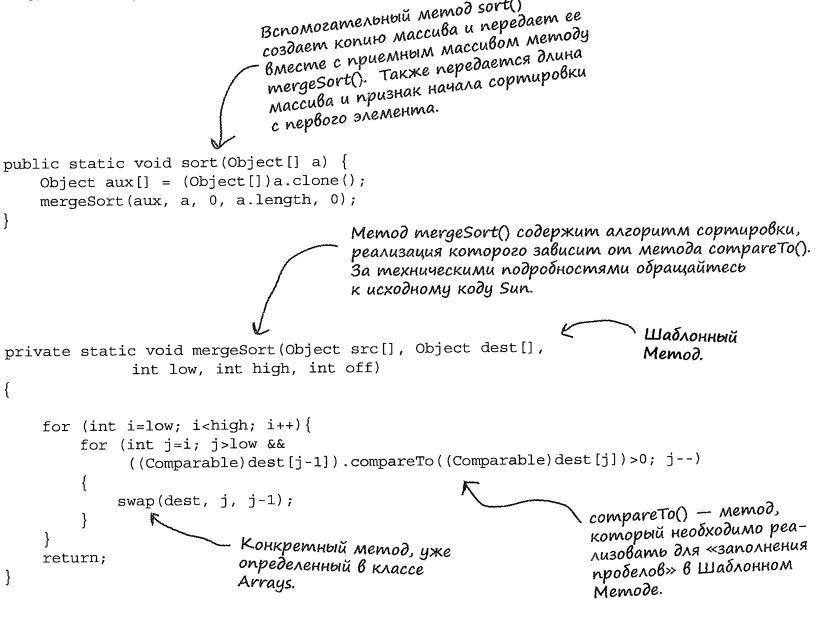 Вспомогательный метод sort()
создает копию массива и передает ее
вместе с приемным массивом методу
mergeSort(). Также передается длина
массива и признак начала сортировки
с первого элемента.
public static void sort(Object[] a) {
Object aux[] = (Object[])a.clone();
mergeSort(aux, a, 0, a.length, 0);
}
Метод mergeSort() содержит алгоритм сортировки,
реализация которого зависит от метода compareTo().
За техническими подробностями обращайтесь
к исходному коду Sun.
private static void mergeSort(Object src[], Object dest[],
int low, int high, int off)
Шаблонный
Метод.
{
for (int i=low; i<high; i++){
for (int j=i; j>low &&
((Comparable)dest[j-1]).compareTo((Comparable)dest[j])>0; j--)
{
swap(dest, j, j-1);
}
}
return;
}
Конкретный метод, уже
определенный в классе
Arrays.
compareTo() — метод,
который необходимо реа-
лизовать для «заполнения
пробелов» в Шаблонном
Методе.